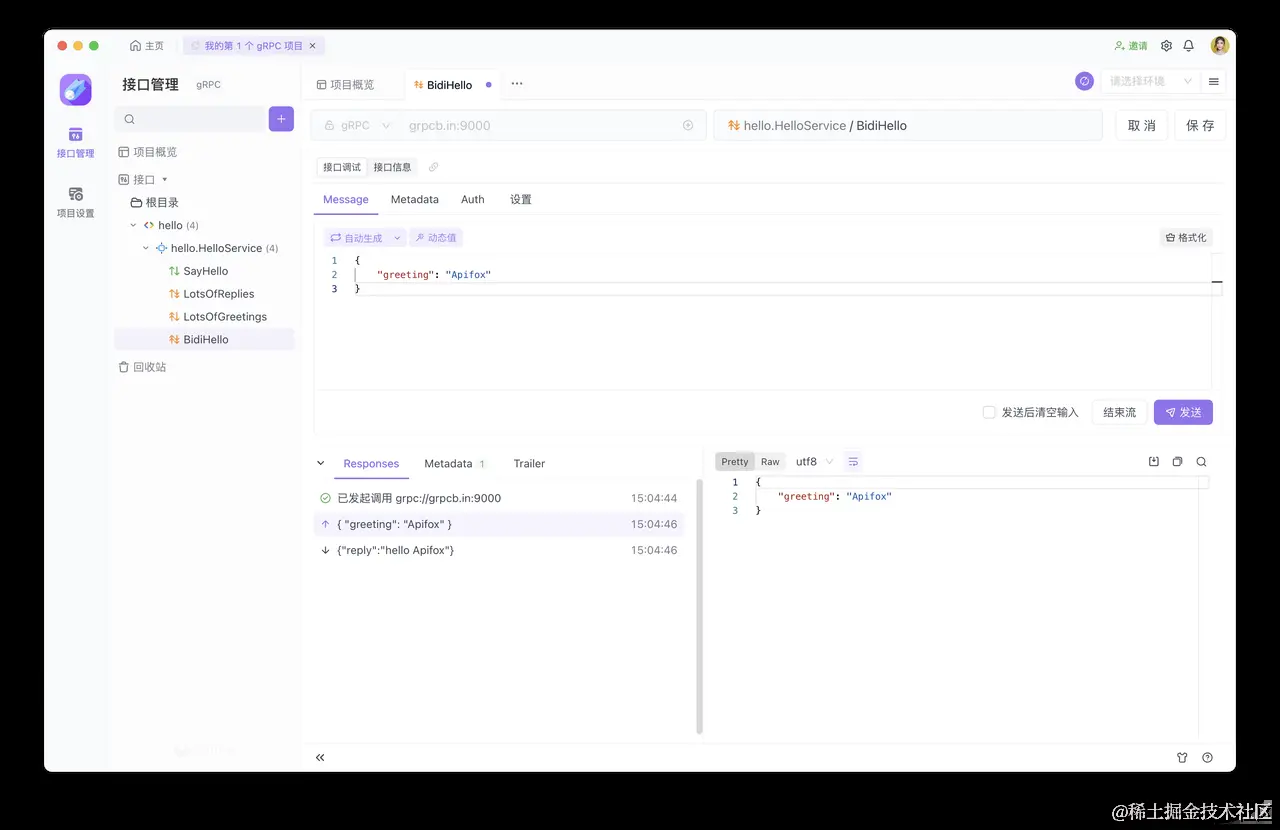 主页
我的第 1 个 gRPC 项目
邀请
接口管理 gRPC
接口管理
项目设置
项目概览
接口
根目录
hello (4)
hello.HelloService (4)
SayHello
LotsOfReplies
LotsOfGreetings
BidiHello
回收站
项目概览
BidiHello
请选择环境
gRPC
grpcb.in:9000
hello.HelloService / BidiHello
取 消
保 存
接口调试
接口信息
Message
Metadata
Auth
设置
自动生成
动态值
格式化
1 {
2 "greeting": "Apifox"
3 }
发送后清空输入
结束流
发送
Responses
Metadata 1
Trailer
已发起调用 grpc://grpcb.in:9000 15:04:44
{ "greeting": "Apifox" } 15:04:46
{"reply":"hello Apifox"} 15:04:46
Pretty
Raw
utf8
1 {
2 "greeting": "Apifox"
3 }
@稀土掘金技术社区